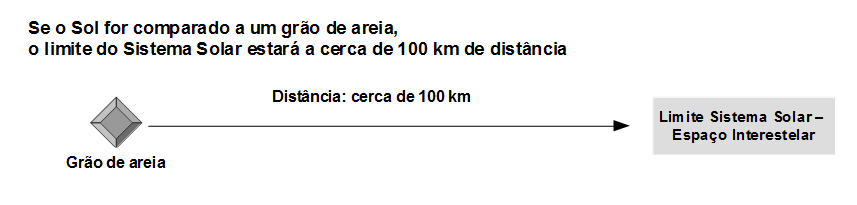 Se o Sol for comparado a um grão de areia,
o limite do Sistema Solar estará a cerca de 100 km de distância
Distância: cerca de 100 km
Limite Sistema Solar –
Espaço Interestelar
Grão de areia